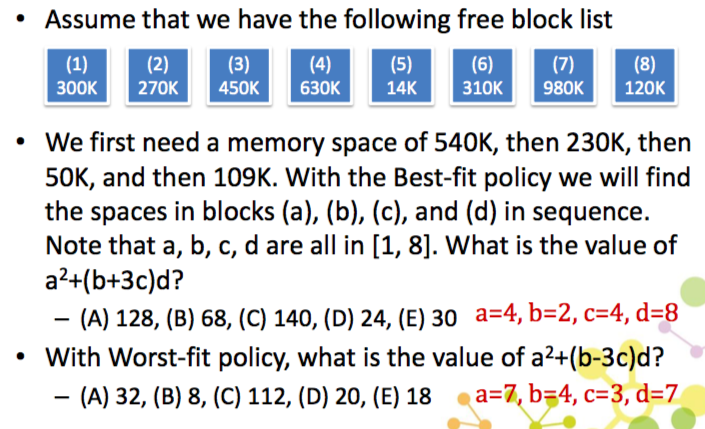 • Assume that we have the following free block list
(1) (2) (3) (4) (5) (6) (7) (8)
300K 270K 450K 630K 14K 310K 980K 120K
• We first need a memory space of 540K, then 230K, then
50K, and then 109K. With the Best-fit policy we will find
the spaces in blocks (a), (b), (c), and (d) in sequence.
Note that a, b, c, d are all in [1, 8]. What is the value of
a²+(b+3c)d?
– (A) 128, (B) 68, (C) 140, (D) 24, (E) 30 a=4, b=2, c=4, d=8
• With Worst-fit policy, what is the value of a²+(b-3c)d?
– (A) 32, (B) 8, (C) 112, (D) 20, (E) 18 a=7, b=4, c=3, d=7